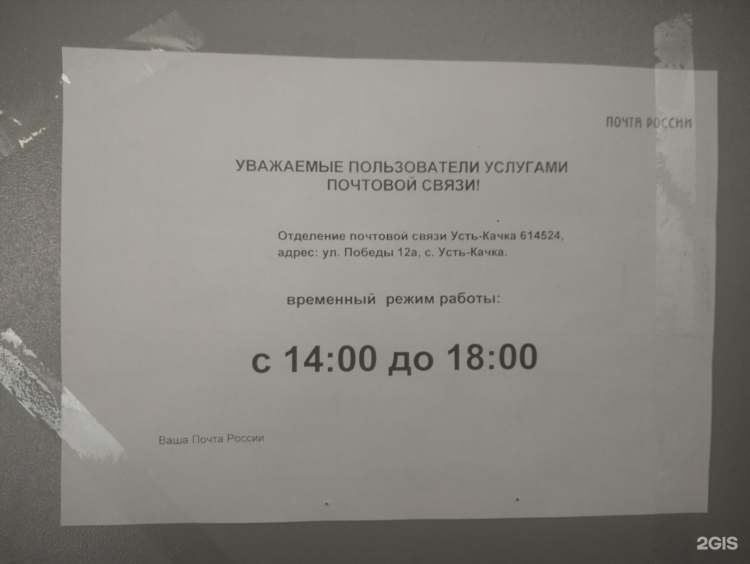 ПОЧТА РОССИИ
УВАЖАЕМЫЕ ПОЛЬЗОВАТЕЛИ УСЛУГАМИ
ПОЧТОВОЙ СВЯЗИ!
Отделение почтовой связи Усть-Качка 614524,
адрес: ул. Победы 12а, с. Усть-Качка.
временный режим работы:
с 14:00 до 18:00
Ваша Почта России
2GIS